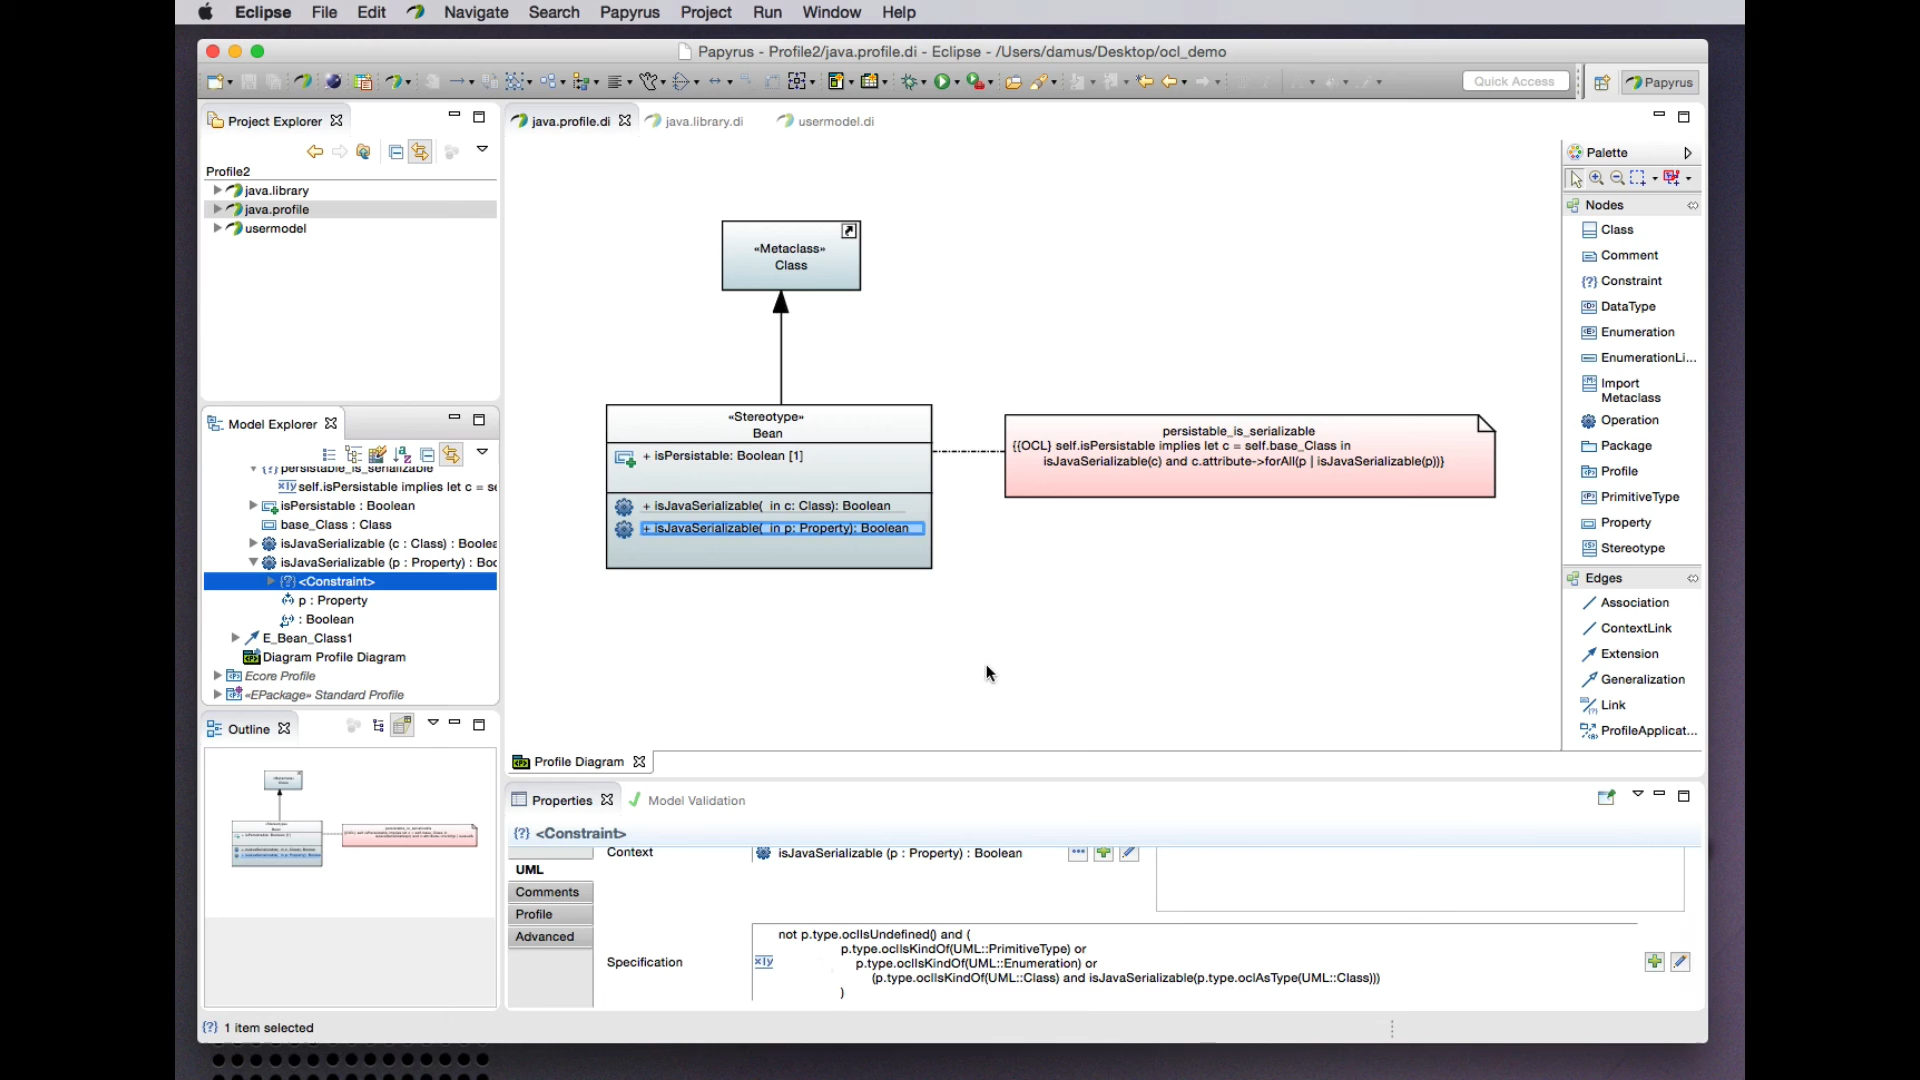 Eclipse File Edit Navigate Search Papyrus Project Run Window Help
Papyrus - Profile2/java.profile.di - Eclipse - /Users/damus/Desktop/ocl_demo
Quick Access
Papyrus
Project Explorer
Profile2
java.library
java.profile
usermodel
java.profile.di
java.library.di
usermodel.di
«Metaclass»
Class
«Stereotype»
Bean
+ isPersistable: Boolean [1]
+ isJavaSerializable( in c: Class): Boolean
+ isJavaSerializable( in p: Property): Boolean
persistable_is_serializable
{{OCL} self.isPersistable implies let c = self.base_Class in
isJavaSerializable(c) and c.attribute->forAll(p | isJavaSerializable(p))}
Palette
Nodes
Class
Comment
Constraint
DataType
Enumeration
EnumerationLi...
Import
Metaclass
Operation
Package
Profile
PrimitiveType
Property
Stereotype
Edges
Association
ContextLink
Extension
Generalization
Link
ProfileApplicat...
Model Explorer
persistable_is_serializable
self.isPersistable implies let c = se
isPersistable : Boolean
base_Class : Class
isJavaSerializable (c : Class) : Boolea
isJavaSerializable (p : Property) : Boo
<Constraint>
p : Property
: Boolean
E_Bean_Class1
Diagram Profile Diagram
Ecore Profile
«EPackage» Standard Profile
Outline
Profile Diagram
Properties
Model Validation
<Constraint>
UML
Comments
Profile
Advanced
Context
isJavaSerializable (p : Property) : Boolean
Specification
not p.type.oclIsUndefined() and (
p.type.oclIsKindOf(UML::PrimitiveType) or
p.type.oclIsKindOf(UML::Enumeration) or
(p.type.oclIsKindOf(UML::Class) and isJavaSerializable(p.type.oclAsType(UML::Class)))
)
1 item selected